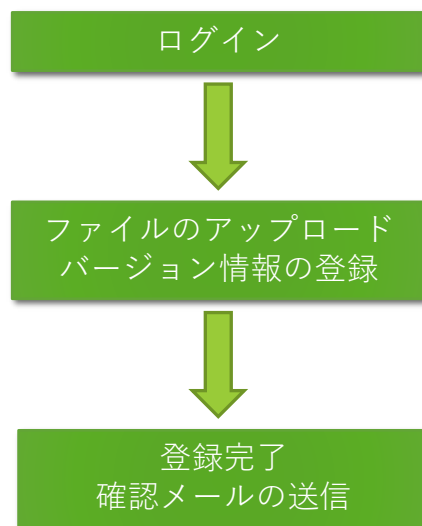 ログイン
ファイルのアップロード
バージョン情報の登録
登録完了
確認メールの送信